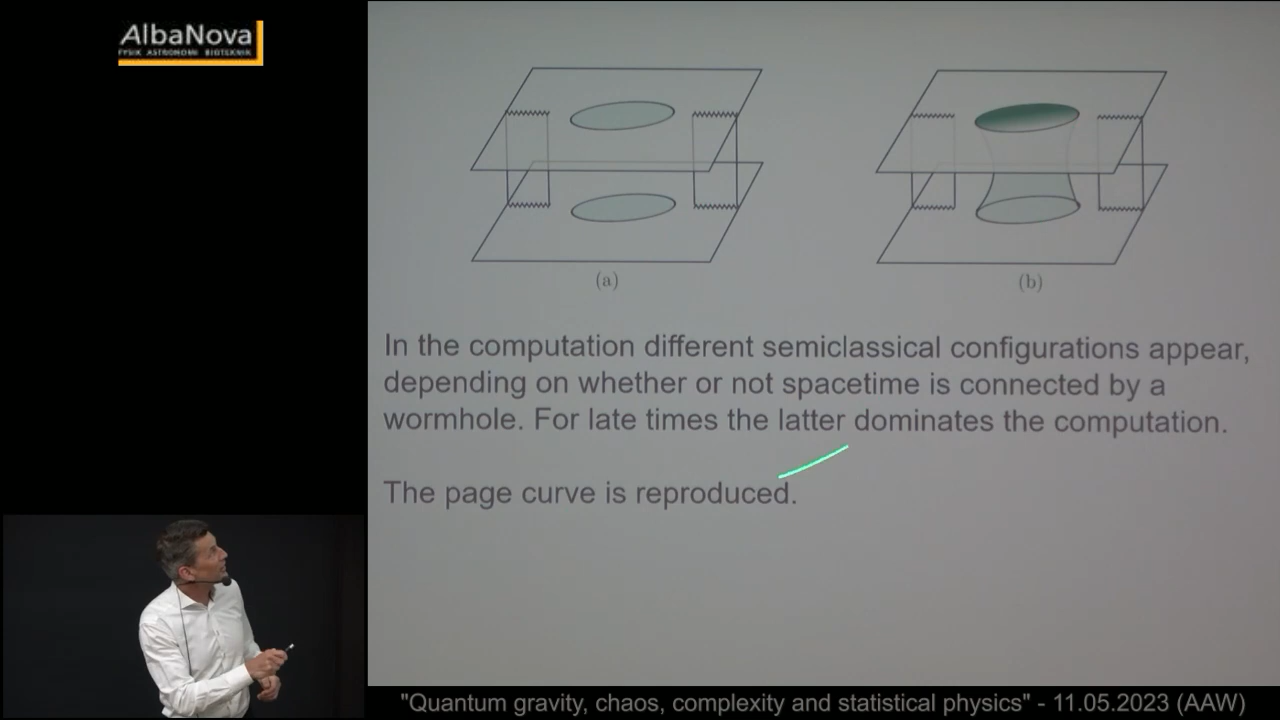 AlbaNova
FYSIK ASTRONOMI BIOTEKNIK
(a)
(b)
In the computation different semiclassical configurations appear,
depending on whether or not spacetime is connected by a
wormhole. For late times the latter dominates the computation.
The page curve is reproduced.
"Quantum gravity, chaos, complexity and statistical physics" - 11.05.2023 (AAW)